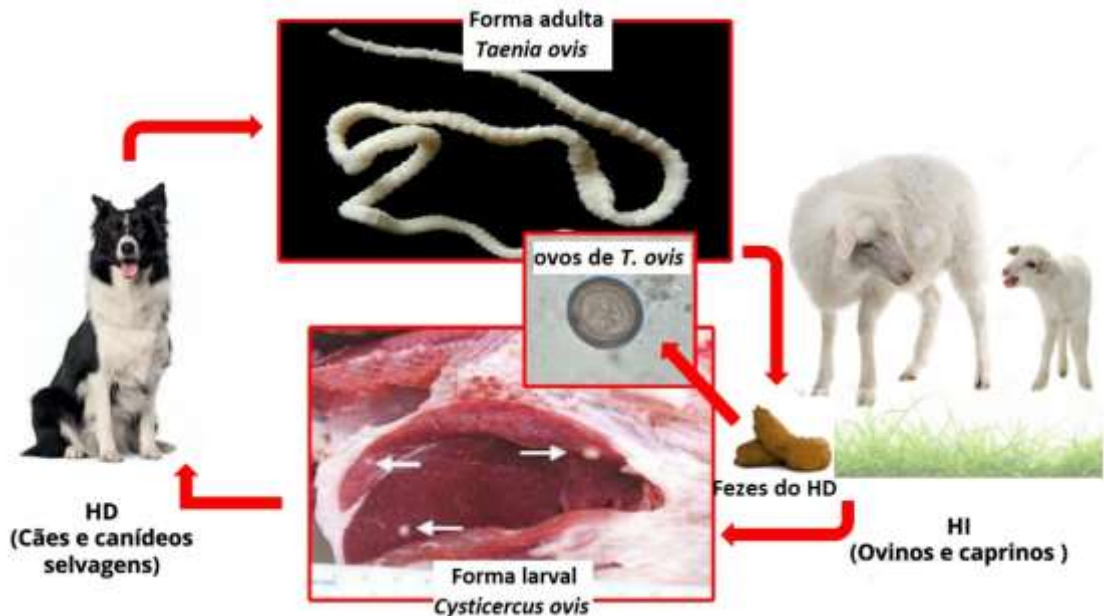 Forma adulta
Taenia ovis
ovos de T. ovis
Fezes do HD
HD
(Cães e canídeos
selvagens)
HI
(Ovinos e caprinos )
Forma larval
Cysticercus ovis